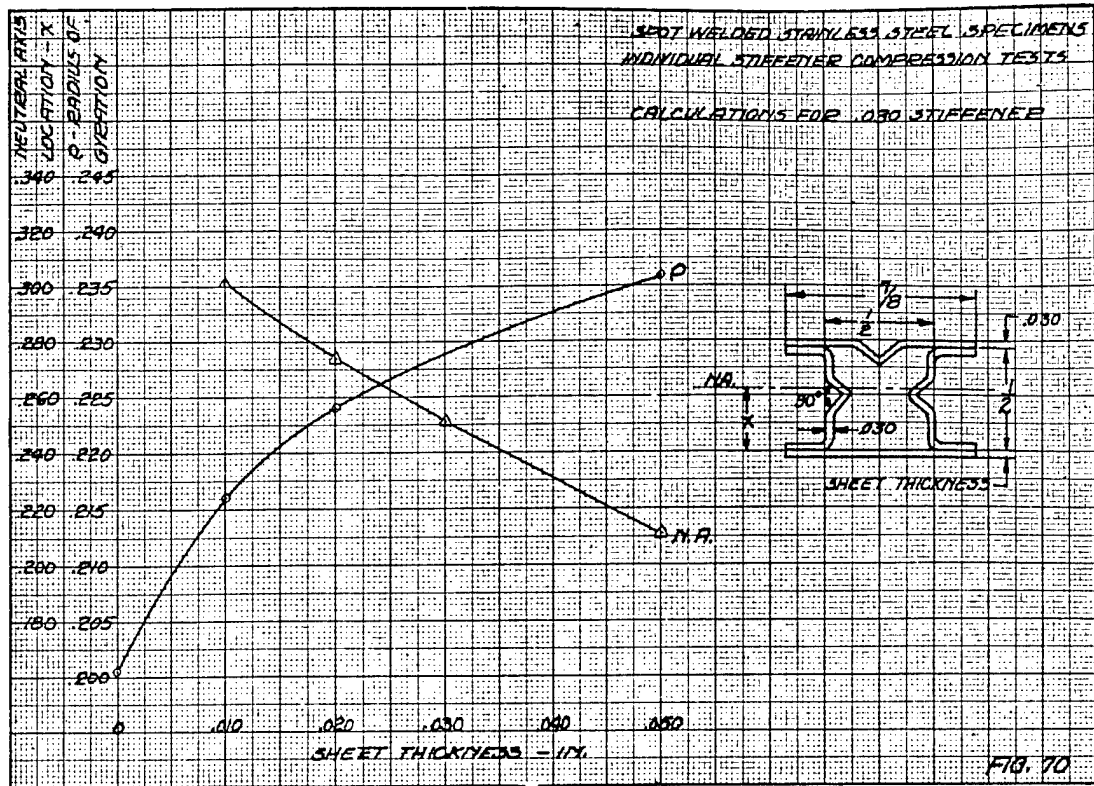 SPOT WELDED STAINLESS STEEL SPECIMENS
INDIVIDUAL STIFFENER COMPRESSION TESTS
CALCULATIONS FOR .030 STIFFENER
NEUTRAL AXIS
LOCATION - X
ρ - RADIUS OF
GYRATION
.340 .245
.320 .240
.300 .235
.280 .230
.260 .225
.240 .220
.220 .215
.200 .210
.180 .205
.200
0 .010 .020 .030 .040 .050
SHEET THICKNESS - IN.
ρ
N.A.
7/8
1/2
.030
N.A.
90°
X
1/2
.030
SHEET THICKNESS
FIG. 70